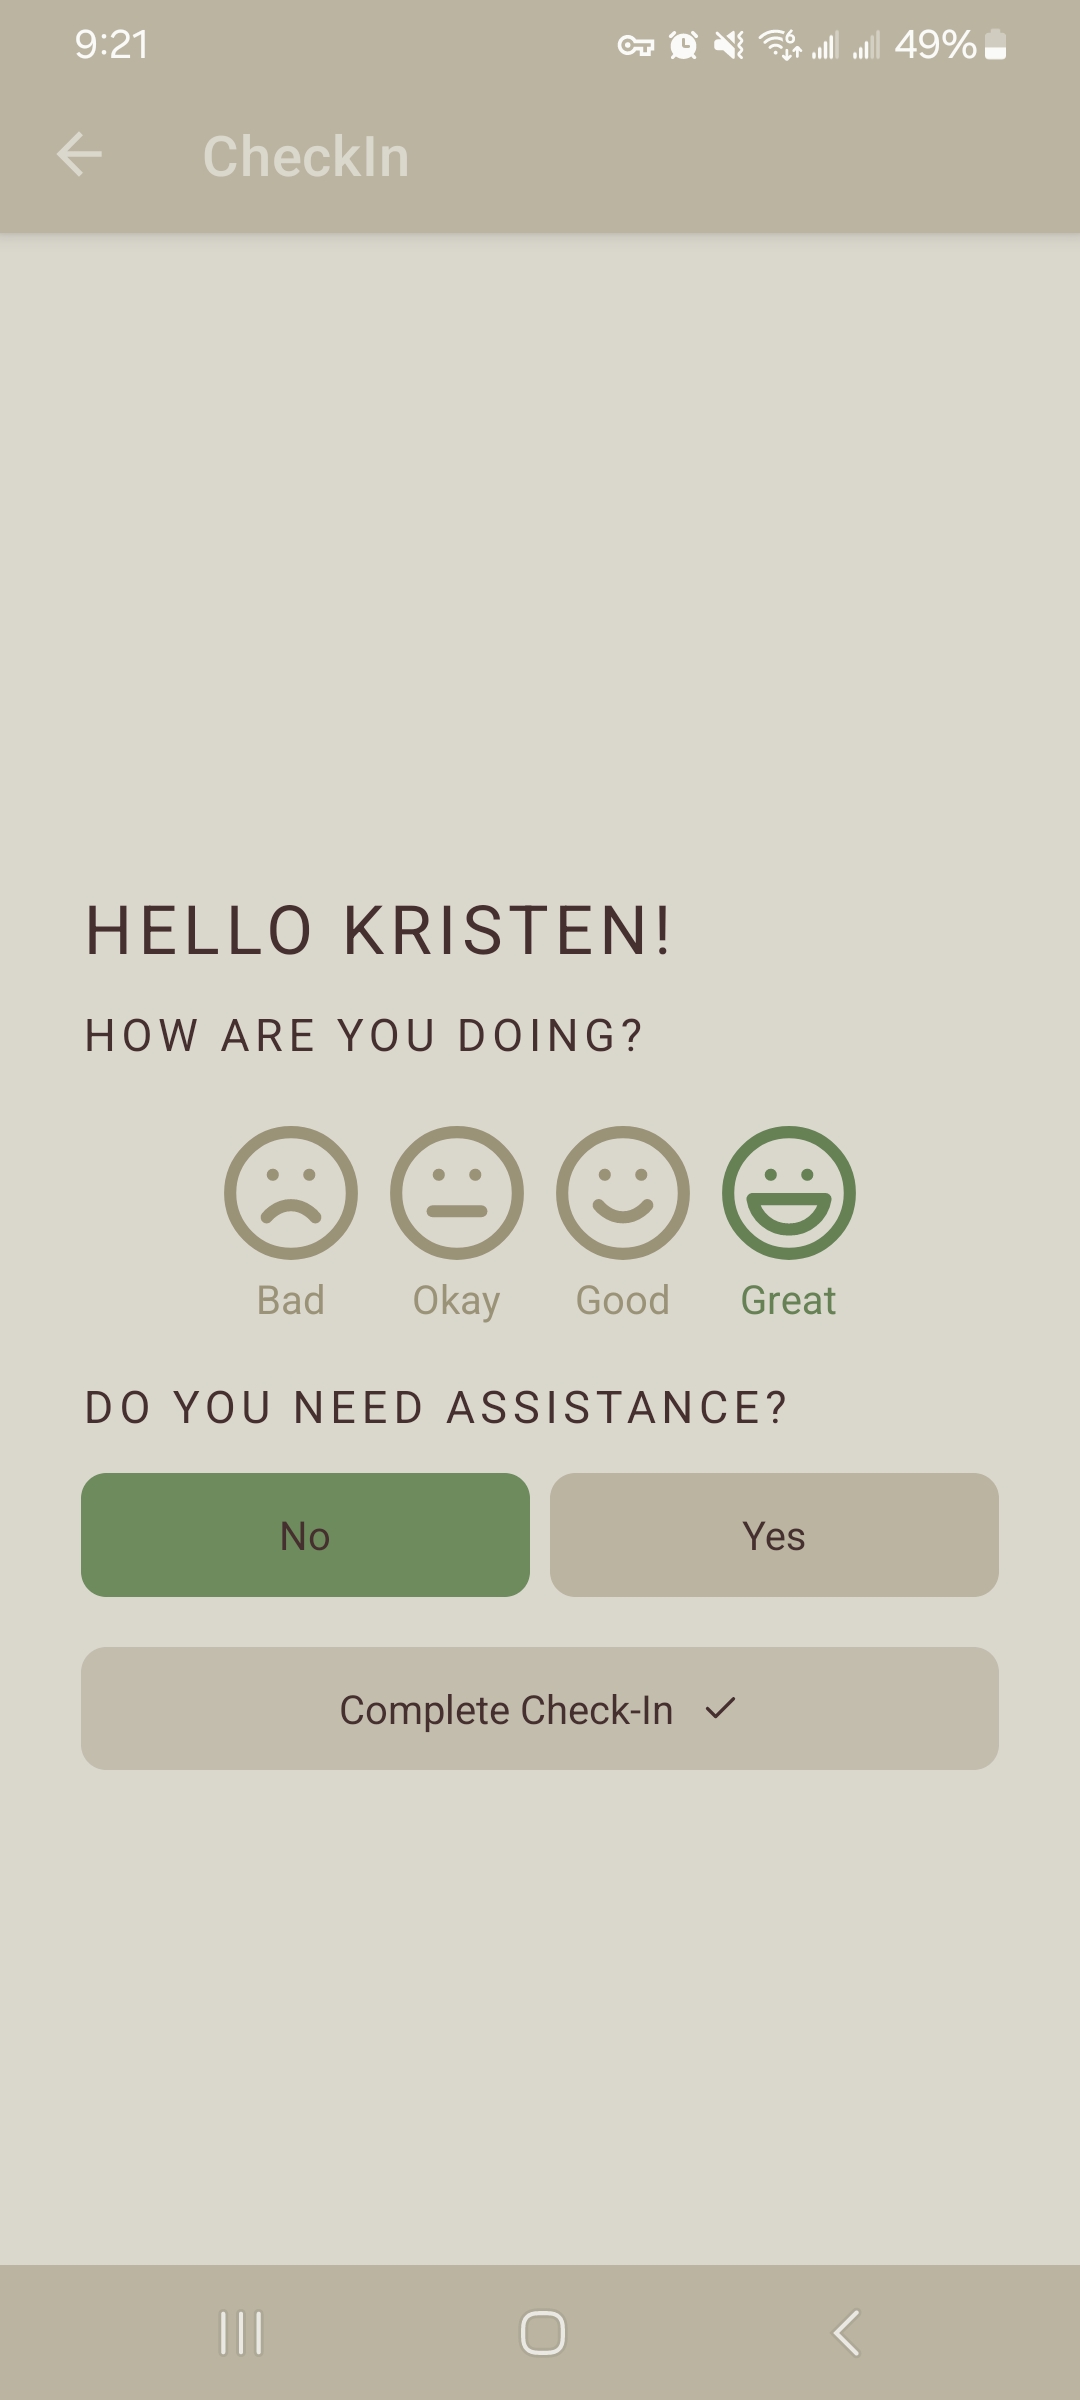 9:21
49%
CheckIn
HELLO KRISTEN!
HOW ARE YOU DOING?
Bad Okay Good Great
DO YOU NEED ASSISTANCE?
No Yes
Complete Check-In